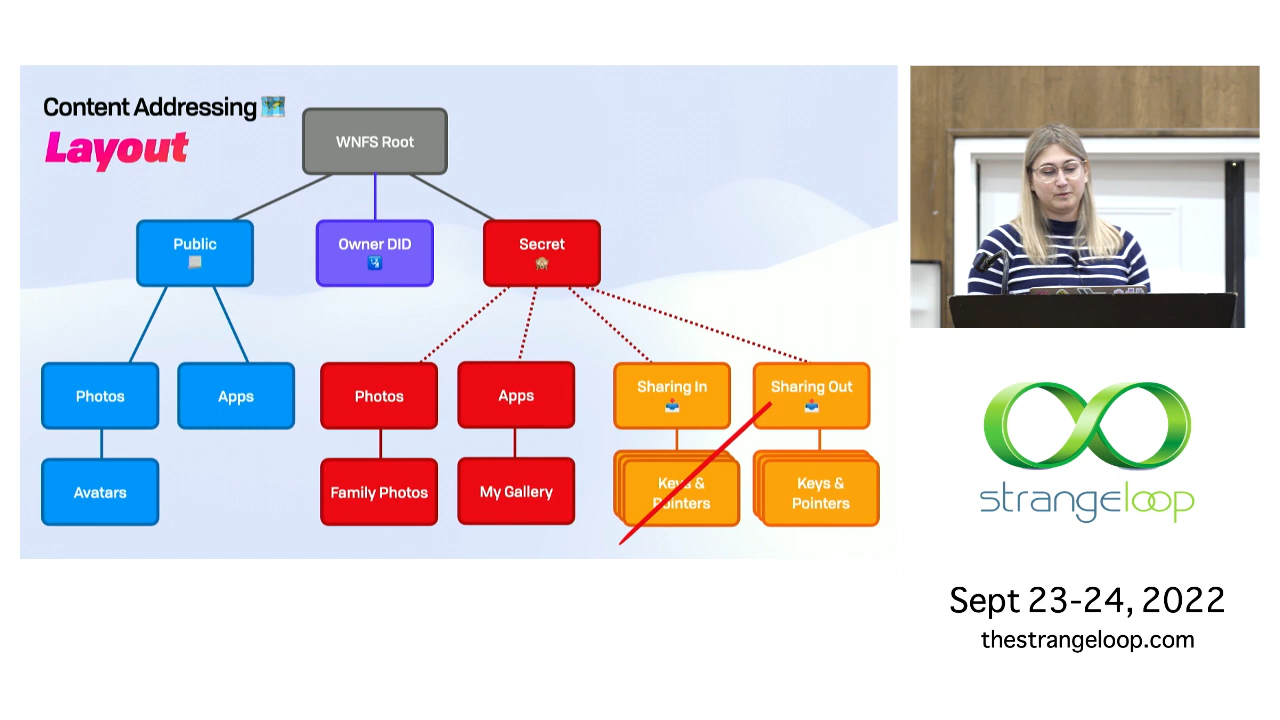 Content Addressing
Layout
WNFS Root
Public
Owner DID
Secret
Photos
Apps
Photos
Apps
Sharing In
Sharing Out
Avatars
Family Photos
My Gallery
Keys &
Pointers
Keys &
Pointers
strangeloop
Sept 23-24, 2022
thestrangeloop.com